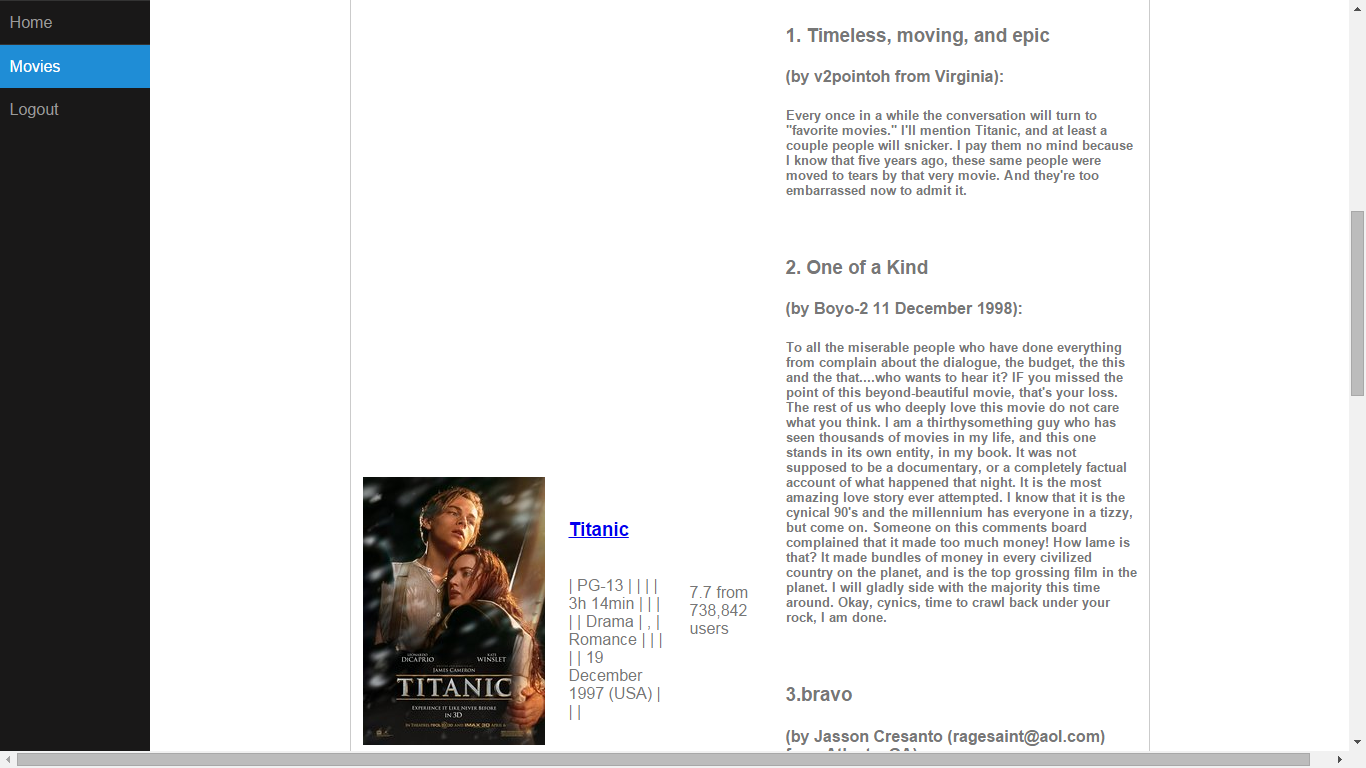 Home
Movies
Logout
LEONARDO DiCAPRIO
KATE WINSLET
JAMES CAMERON
TITANIC
EXPERIENCE IT LIKE NEVER BEFORE
IN 3D
Titanic
| PG-13 | | | |
3h 14min | | |
| | Drama | , |
Romance | | |
| | 19
December
1997 (USA) |
| |
7.7 from
738,842
users
1. Timeless, moving, and epic
(by v2pointoh from Virginia):
Every once in a while the conversation will turn to
"favorite movies." I'll mention Titanic, and at least a
couple people will snicker. I pay them no mind because
I know that five years ago, these same people were
moved to tears by that very movie. And they're too
embarrassed now to admit it.
2. One of a Kind
(by Boyo-2 11 December 1998):
To all the miserable people who have done everything
from complain about the dialogue, the budget, the this
and the that....who wants to hear it? IF you missed the
point of this beyond-beautiful movie, that's your loss.
The rest of us who deeply love this movie do not care
what you think. I am a thirthysomething guy who has
seen thousands of movies in my life, and this one
stands in its own entity, in my book. It was not
supposed to be a documentary, or a completely factual
account of what happened that night. It is the most
amazing love story ever attempted. I know that it is the
cynical 90's and the millennium has everyone in a tizzy,
but come on. Someone on this comments board
complained that it made too much money! How lame is
that? It made bundles of money in every civilized
country on the planet, and is the top grossing film in the
planet. I will gladly side with the majority this time
around. Okay, cynics, time to crawl back under your
rock, I am done.
3.bravo
(by Jasson Cresanto (ragesaint@aol.com)